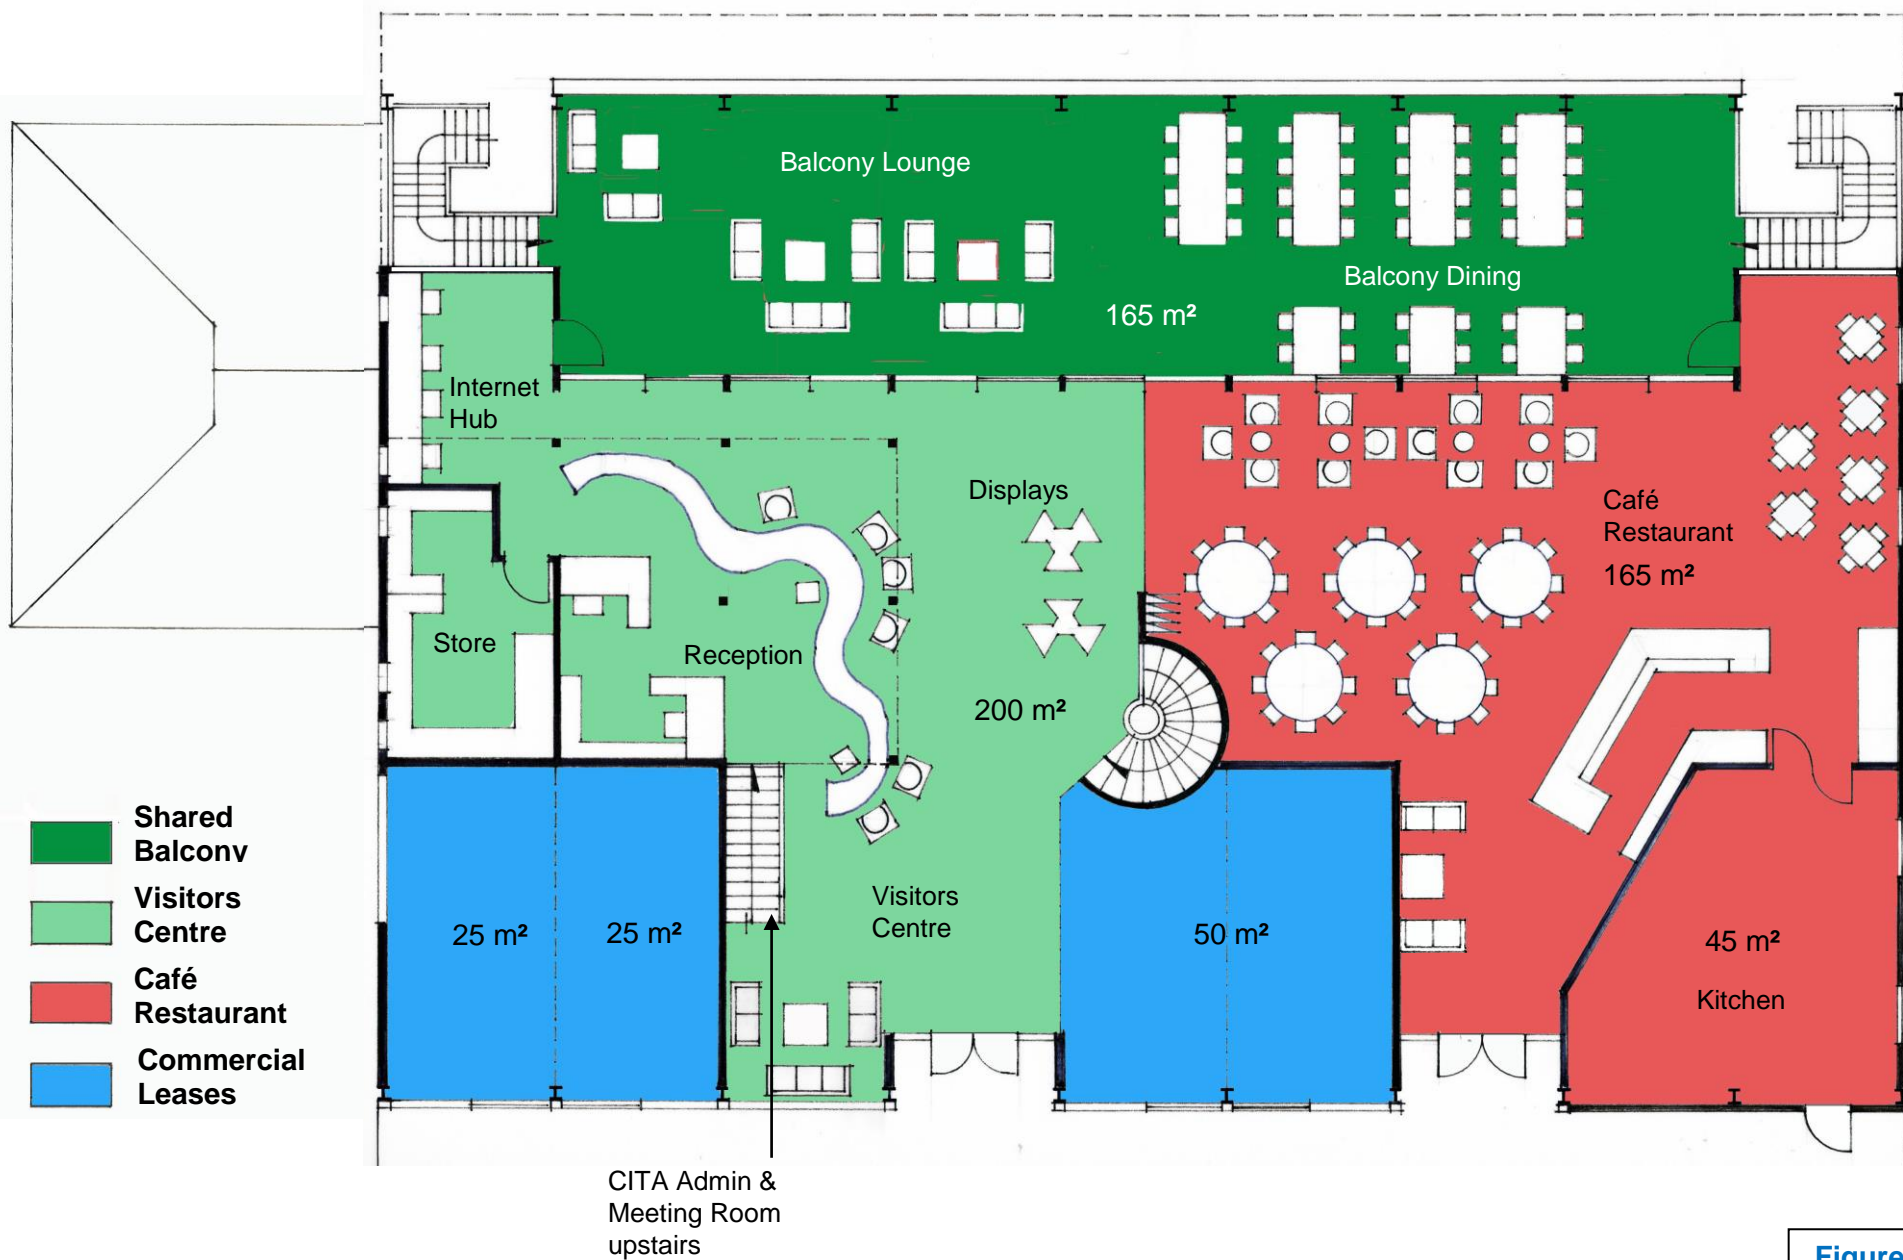 Balcony Lounge
Balcony Dining
165 m²
Internet
Hub
Displays
Café
Restaurant
165 m²
Store
Reception
200 m²
Shared
Balcony
Visitors
Centre
Café
Restaurant
Commercial
Leases
25 m²
25 m²
Visitors
Centre
50 m²
45 m²
Kitchen
CITA Admin &
Meeting Room
upstairs
Figure